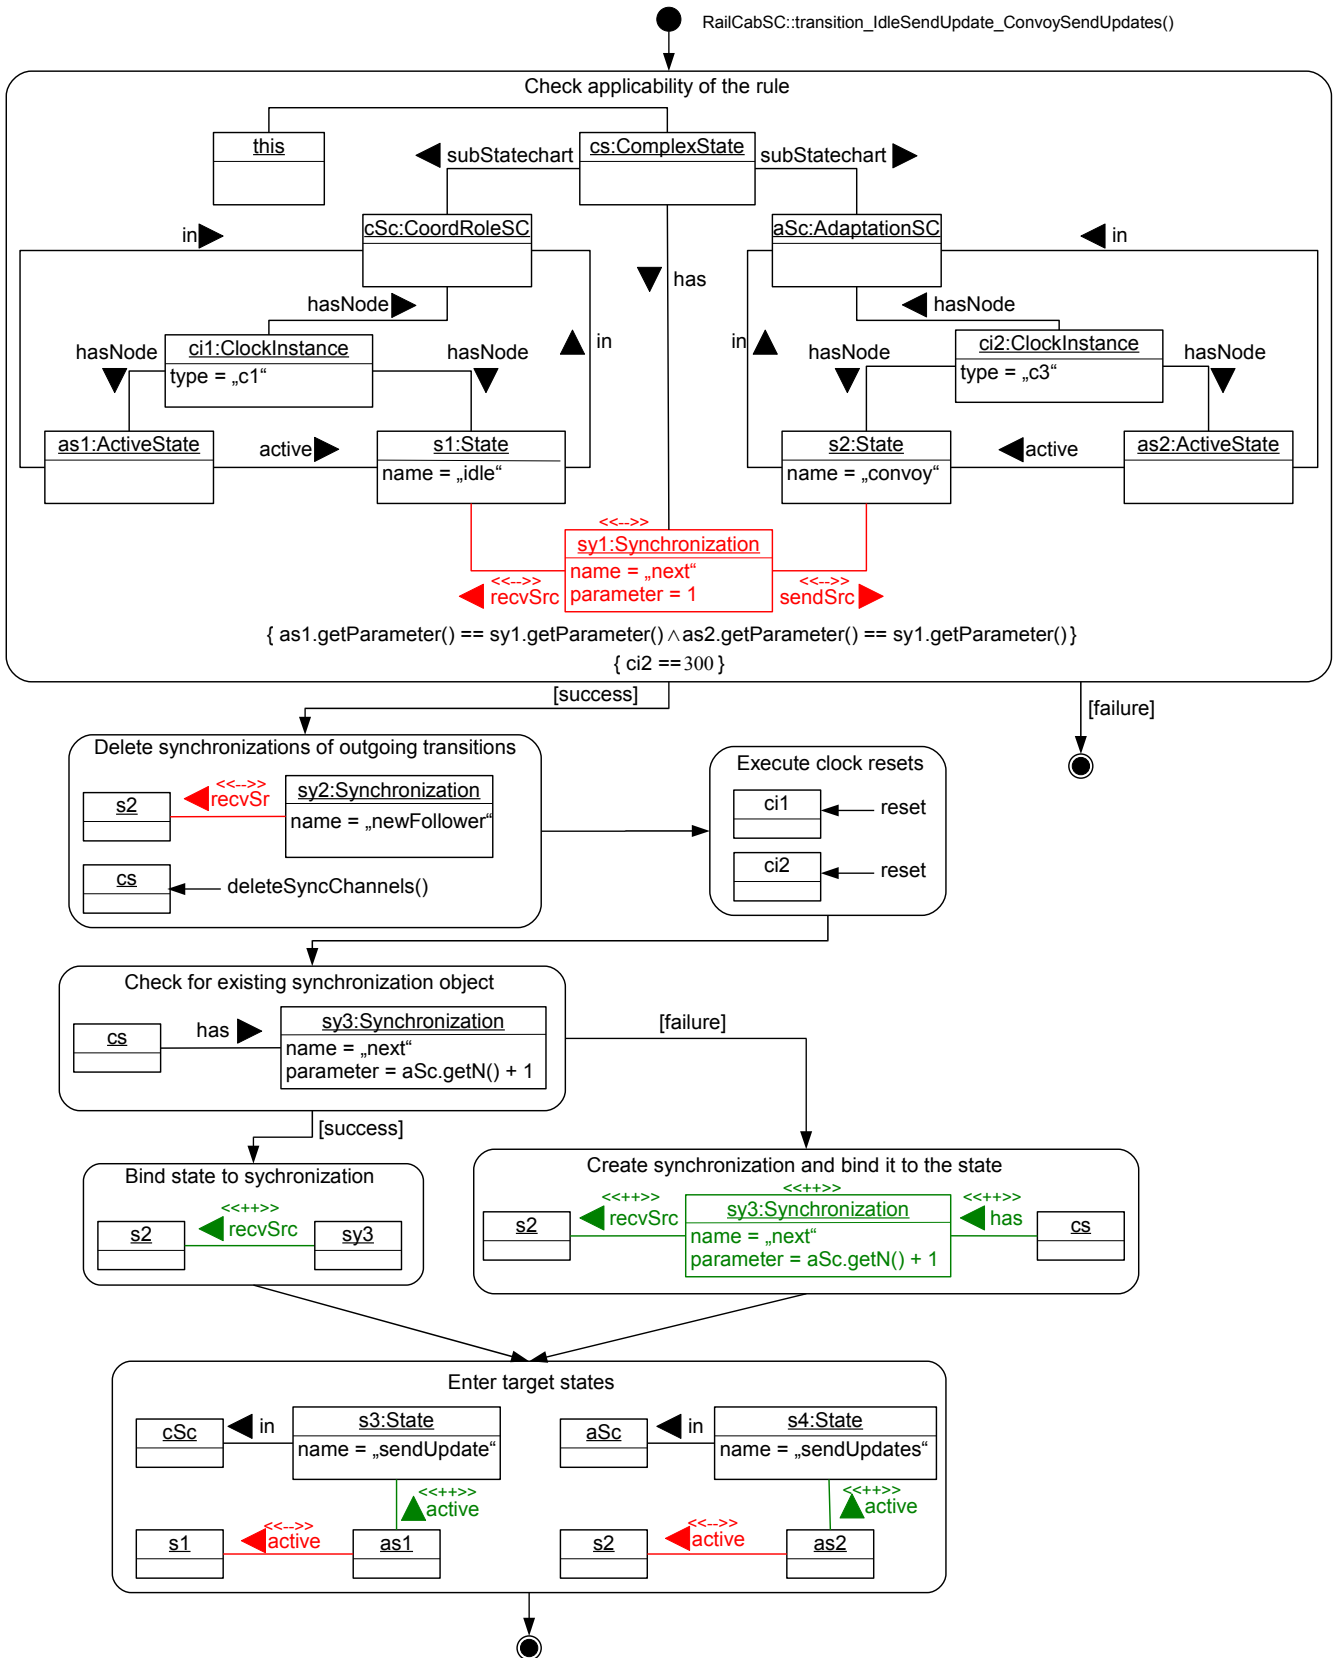 RailCabSC::transition_IdleSendUpdate_ConvoySendUpdates()
Check applicability of the rule
this
cs:ComplexState
subStatechart
subStatechart
cSc:CoordRoleSC
aSc:AdaptationSC
in
in
has
hasNode
hasNode
in
in
hasNode
ci1:ClockInstance
type = „c1“
hasNode
hasNode
ci2:ClockInstance
type = „c3“
hasNode
as1:ActiveState
active
s1:State
name = „idle“
s2:State
name = „convoy“
active
as2:ActiveState
<<-->>
sy1:Synchronization
name = „next“
parameter = 1
<<-->>
recvSrc
<<-->>
sendSrc
{ as1.getParameter() == sy1.getParameter() ∧ as2.getParameter() == sy1.getParameter() }
{ ci2 == 300 }
[success]
[failure]
Delete synchronizations of outgoing transitions
s2
<<-->>
recvSr
sy2:Synchronization
name = „newFollower“
cs
deleteSyncChannels()
Execute clock resets
ci1
reset
ci2
reset
Check for existing synchronization object
cs
has
sy3:Synchronization
name = „next“
parameter = aSc.getN() + 1
[failure]
[success]
Bind state to sychronization
s2
<<++>>
recvSrc
sy3
Create synchronization and bind it to the state
s2
<<++>>
recvSrc
<<++>>
sy3:Synchronization
name = „next“
parameter = aSc.getN() + 1
<<++>>
has
cs
Enter target states
cSc
in
s3:State
name = „sendUpdate“
aSc
in
s4:State
name = „sendUpdates“
<<++>>
active
<<++>>
active
s1
<<-->>
active
as1
s2
<<-->>
active
as2